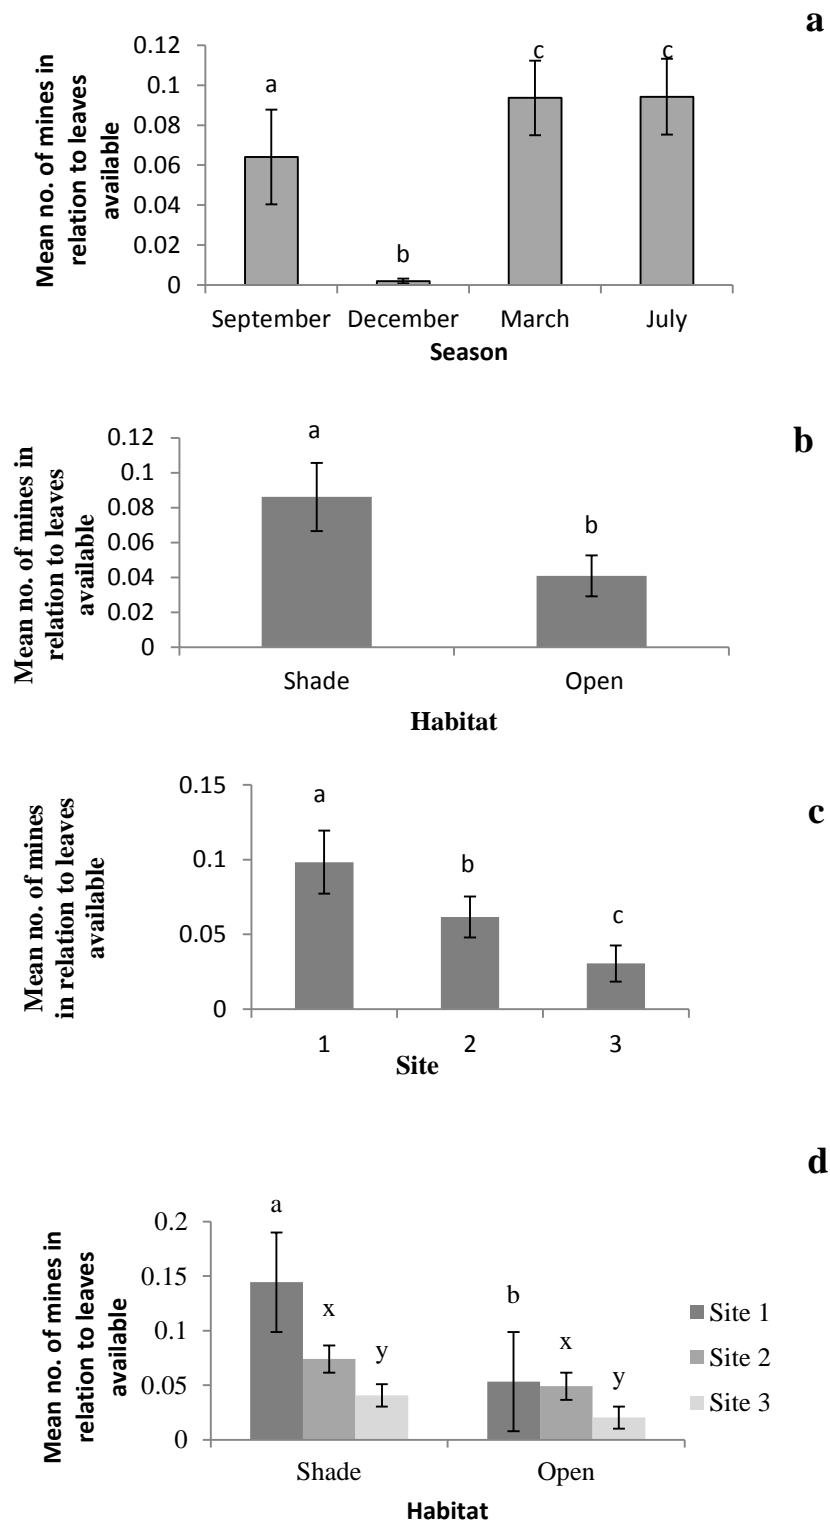 a
Mean no. of mines in
relation to leaves
available
0.12
0.1
0.08
0.06
0.04
0.02
0
a
b
c
c
September December March July
Season
b
Mean no. of mines in
relation to leaves
available
0.12
0.1
0.08
0.06
0.04
0.02
0
a
b
Shade Open
Habitat
c
Mean no. of mines
in relation to leaves
available
0.15
0.1
0.05
0
a
b
c
1 2 3
Site
d
Mean no. of mines in
relation to leaves
available
0.2
0.15
0.1
0.05
0
a
x
y
b
x
y
Site 1
Site 2
Site 3
Shade Open
Habitat